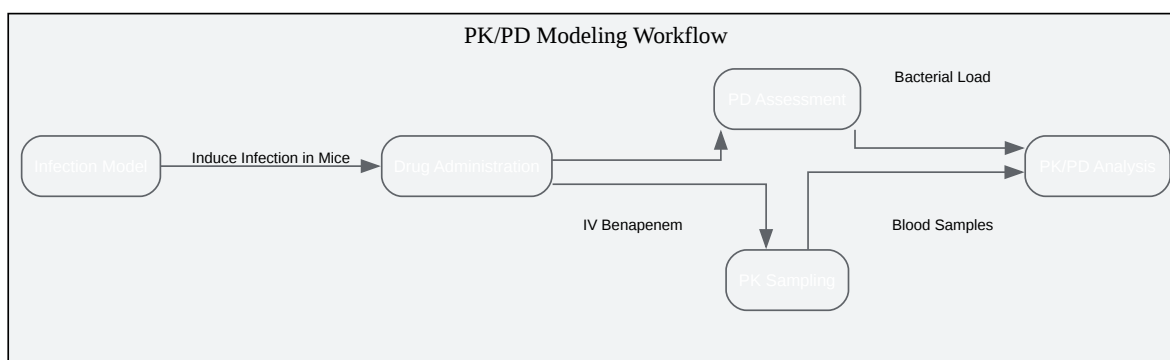 PK/PD Modeling Workflow
Infection Model
Induce Infection in Mice
Drug Administration
IV Benapenem
PD Assessment
Bacterial Load
PK Sampling
Blood Samples
PK/PD Analysis